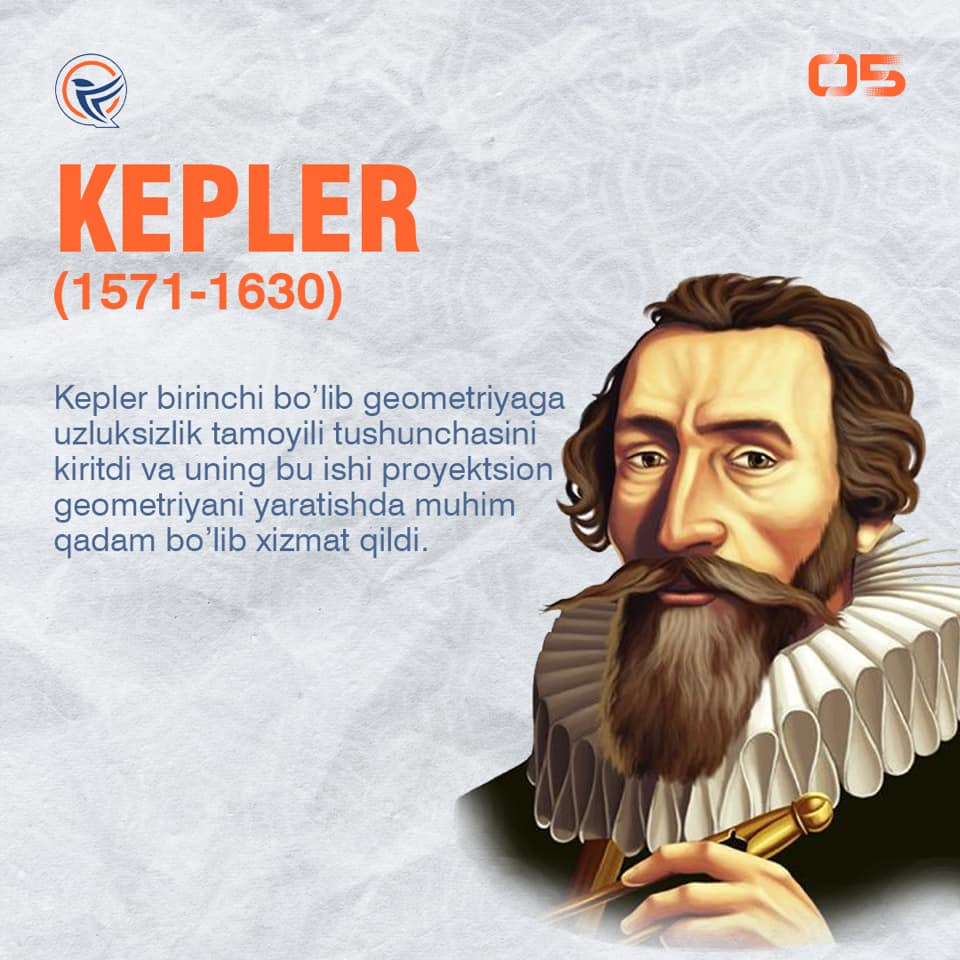 05
KEPLER
(1571-1630)
Kepler birinchi bo’lib geometriyaga
uzluksizlik tamoyili tushunchasini
kiritdi va uning bu ishi proyektsion
geometriyani yaratishda muhim
qadam bo’lib xizmat qildi.